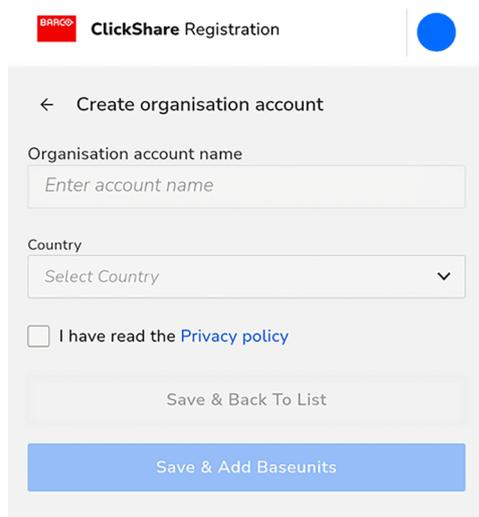 BARCO ClickShare Registration
← Create organisation account
Organisation account name
Enter account name
Country
Select Country
I have read the Privacy policy
Save & Back To List
Save & Add Baseunits